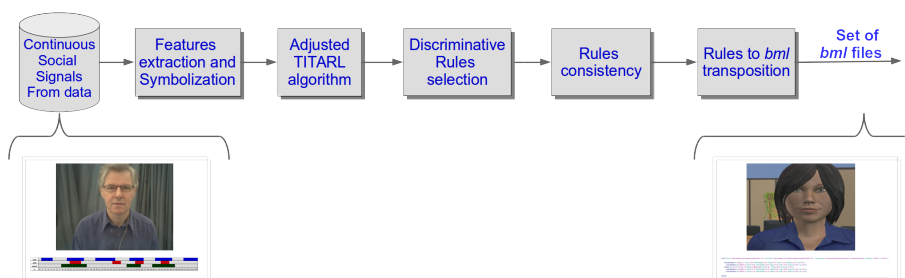 Continuous
Social
Signals
From data
Features
extraction and
Symbolization
Adjusted
TITARL
algorithm
Discriminative
Rules
selection
Rules
consistency
Rules to bml
transposition
Set of
bml files